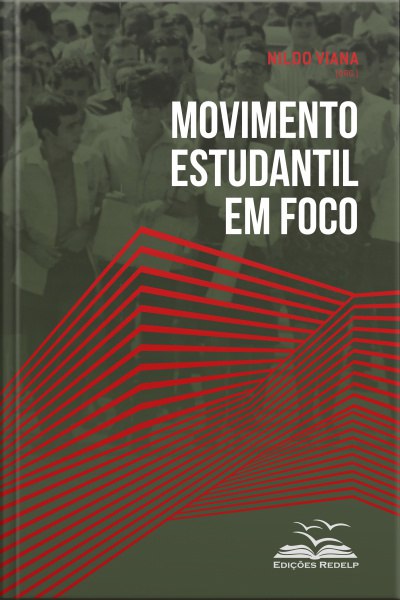 NILDO VIANA
(ORG.)
MOVIMENTO
ESTUDANTIL
EM FOCO
EDIÇÕES REDELP